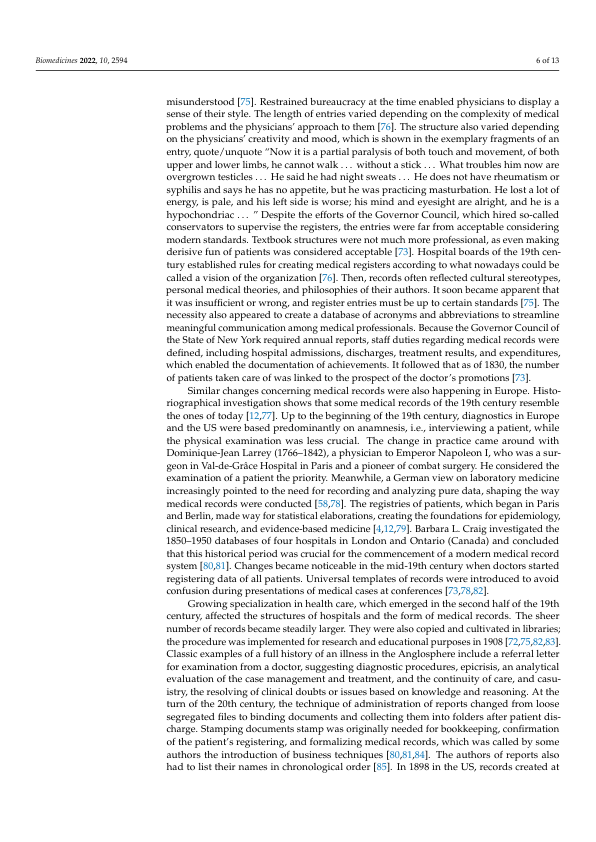 Biomedicines 2022, 10, 2594
6 of 13
misunderstood [75]. Restrained bureaucracy at the time enabled physicians to display a
sense of their style. The length of entries varied depending on the complexity of medical
problems and the physicians’ approach to them [76]. The structure also varied depending
on the physicians’ creativity and mood, which is shown in the exemplary fragments of an
entry, quote/unquote “Now it is a partial paralysis of both touch and movement, of both
upper and lower limbs, he cannot walk . . . without a stick . . . What troubles him now are
overgrown testicles . . . He said he had night sweats . . . He does not have rheumatism or
syphilis and says he has no appetite, but he was practicing masturbation. He lost a lot of
energy, is pale, and his left side is worse; his mind and eyesight are alright, and he is a
hypochondriac . . . ” Despite the efforts of the Governor Council, which hired so-called
conservators to supervise the registers, the entries were far from acceptable considering
modern standards. Textbook structures were not much more professional, as even making
derisive fun of patients was considered acceptable [73]. Hospital boards of the 19th cen-
tury established rules for creating medical registers according to what nowadays could be
called a vision of the organization [76]. Then, records often reflected cultural stereotypes,
personal medical theories, and philosophies of their authors. It soon became apparent that
it was insufficient or wrong, and register entries must be up to certain standards [75]. The
necessity also appeared to create a database of acronyms and abbreviations to streamline
meaningful communication among medical professionals. Because the Governor Council of
the State of New York required annual reports, staff duties regarding medical records were
defined, including hospital admissions, discharges, treatment results, and expenditures,
which enabled the documentation of achievements. It followed that as of 1830, the number
of patients taken care of was linked to the prospect of the doctor’s promotions [73].
Similar changes concerning medical records were also happening in Europe. Histo-
riographical investigation shows that some medical records of the 19th century resemble
the ones of today [12,77]. Up to the beginning of the 19th century, diagnostics in Europe
and the US were based predominantly on anamnesis, i.e., interviewing a patient, while
the physical examination was less crucial. The change in practice came around with
Dominique-Jean Larrey (1766–1842), a physician to Emperor Napoleon I, who was a sur-
geon in Val-de-Grâce Hospital in Paris and a pioneer of combat surgery. He considered the
examination of a patient the priority. Meanwhile, a German view on laboratory medicine
increasingly pointed to the need for recording and analyzing pure data, shaping the way
medical records were conducted [58,78]. The registries of patients, which began in Paris
and Berlin, made way for statistical elaborations, creating the foundations for epidemiology,
clinical research, and evidence-based medicine [4,12,79]. Barbara L. Craig investigated the
1850–1950 databases of four hospitals in London and Ontario (Canada) and concluded
that this historical period was crucial for the commencement of a modern medical record
system [80,81]. Changes became noticeable in the mid-19th century when doctors started
registering data of all patients. Universal templates of records were introduced to avoid
confusion during presentations of medical cases at conferences [73,78,82].
Growing specialization in health care, which emerged in the second half of the 19th
century, affected the structures of hospitals and the form of medical records. The sheer
number of records became steadily larger. They were also copied and cultivated in libraries;
the procedure was implemented for research and educational purposes in 1908 [72,75,82,83].
Classic examples of a full history of an illness in the Anglosphere include a referral letter
for examination from a doctor, suggesting diagnostic procedures, epicrisis, an analytical
evaluation of the case management and treatment, and the continuity of care, and casu-
istry, the resolving of clinical doubts or issues based on knowledge and reasoning. At the
turn of the 20th century, the technique of administration of reports changed from loose
segregated files to binding documents and collecting them into folders after patient dis-
charge. Stamping documents stamp was originally needed for bookkeeping, confirmation
of the patient’s registering, and formalizing medical records, which was called by some
authors the introduction of business techniques [80,81,84]. The authors of reports also
had to list their names in chronological order [85]. In 1898 in the US, records created at